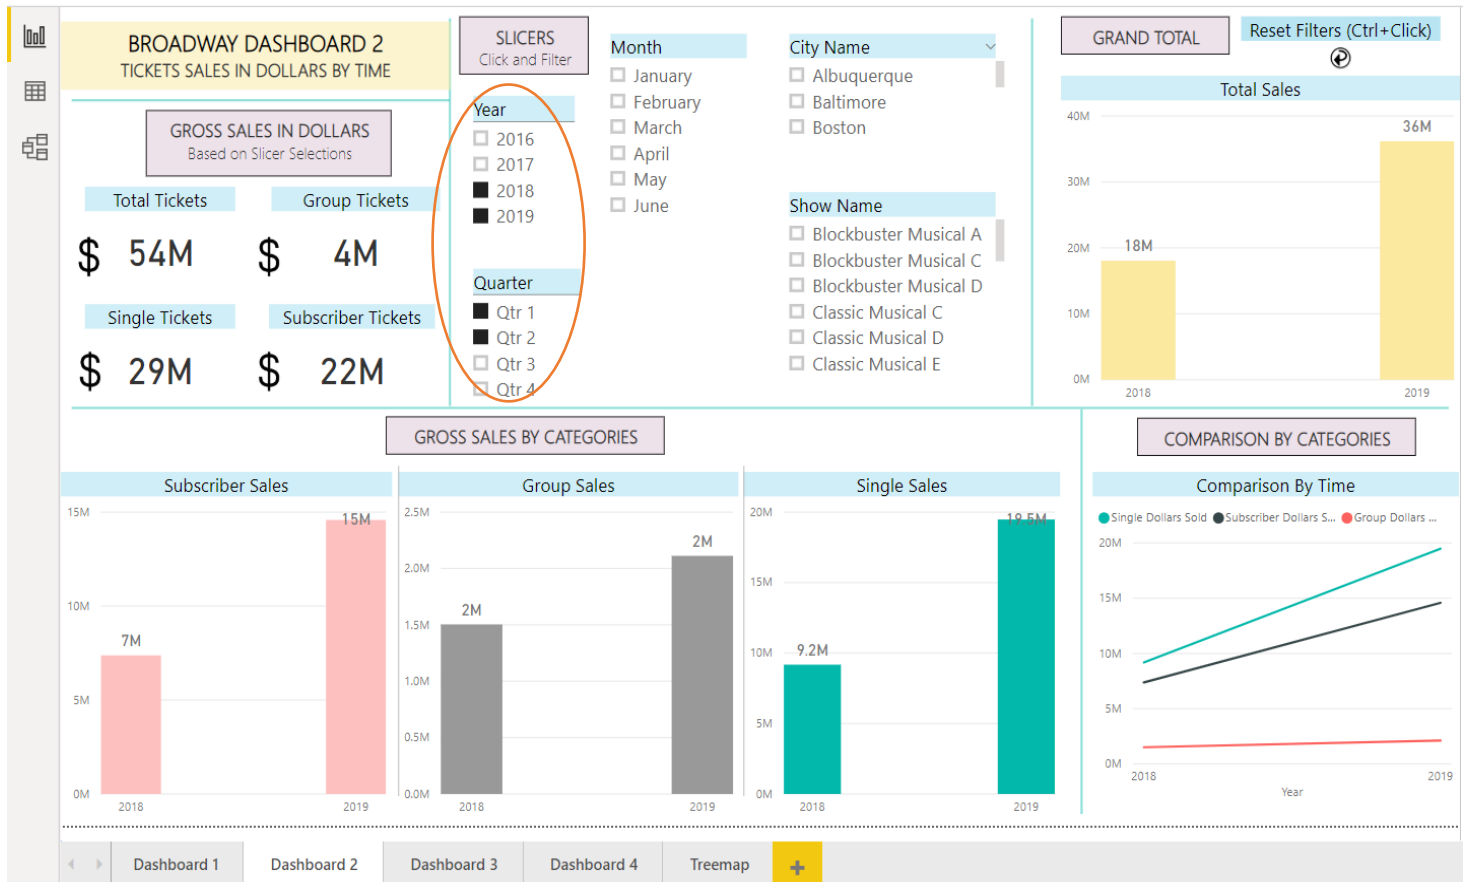 BROADWAY DASHBOARD 2
TICKETS SALES IN DOLLARS BY TIME
GROSS SALES IN DOLLARS
Based on Slicer Selections
Total Tickets
$ 54M
Group Tickets
$ 4M
Single Tickets
$ 29M
Subscriber Tickets
$ 22M
SLICERS
Click and Filter
Year
2016
2017
2018
2019
Quarter
Qtr 1
Qtr 2
Qtr 3
Qtr 4
Month
January
February
March
April
May
June
City Name
Albuquerque
Baltimore
Boston
Show Name
Blockbuster Musical A
Blockbuster Musical C
Blockbuster Musical D
Classic Musical C
Classic Musical D
Classic Musical E
GRAND TOTAL
Reset Filters (Ctrl+Click)
Total Sales
40M
30M
20M
10M
0M
18M
36M
2018
2019
GROSS SALES BY CATEGORIES
Subscriber Sales
15M
10M
5M
0M
7M
15M
2018
2019
Group Sales
2.5M
2.0M
1.5M
1.0M
0.5M
0.0M
2M
2M
2018
2019
Single Sales
20M
15M
10M
5M
0M
9.2M
19.5M
2018
2019
COMPARISON BY CATEGORIES
Comparison By Time
Single Dollars Sold Subscriber Dollars S... Group Dollars ...
20M
15M
10M
5M
0M
2018
2019
Year
Dashboard 1
Dashboard 2
Dashboard 3
Dashboard 4
Treemap
+